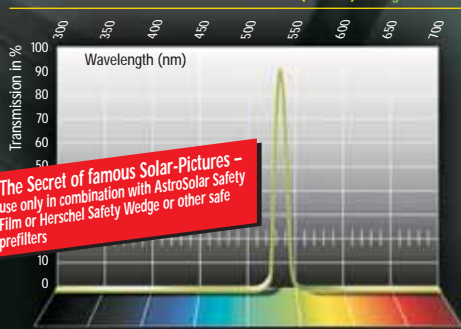 300 350 400 450 500 550 600 650 700
Wavelength (nm)
Transmission in %
100
90
80
70
60
50
The Secret of famous Solar-Pictures –
use only in combination with AstroSolar Safety
Film or Herschel Safety Wedge or other safe
prefilters
10
0